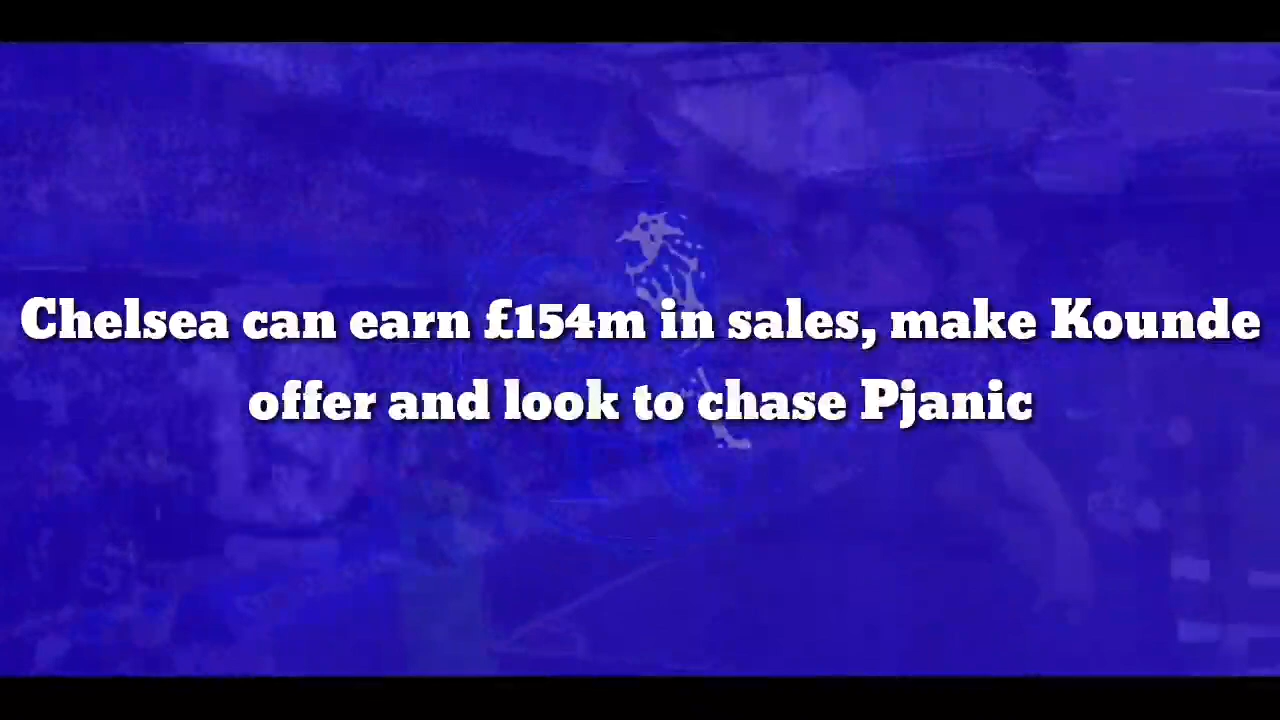 Chelsea can earn £154m in sales, make Kounde
offer and look to chase Pjanic